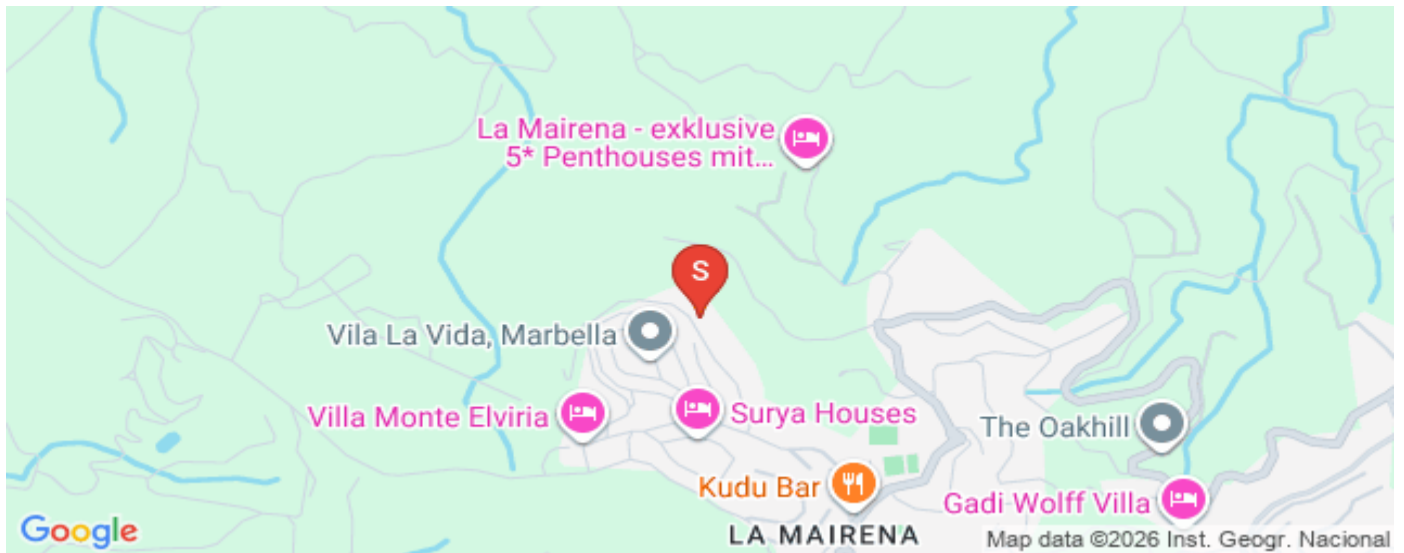 La Mairena - exklusive
5* Penthouses mit...
S
Vila La Vida, Marbella
Villa Monte Elviria
Surya Houses
The Oakhill
Kudu Bar
Gadi Wolff Villa
LA MAIRENA
Google
Map data ©2026 Inst. Geogr. Nacional